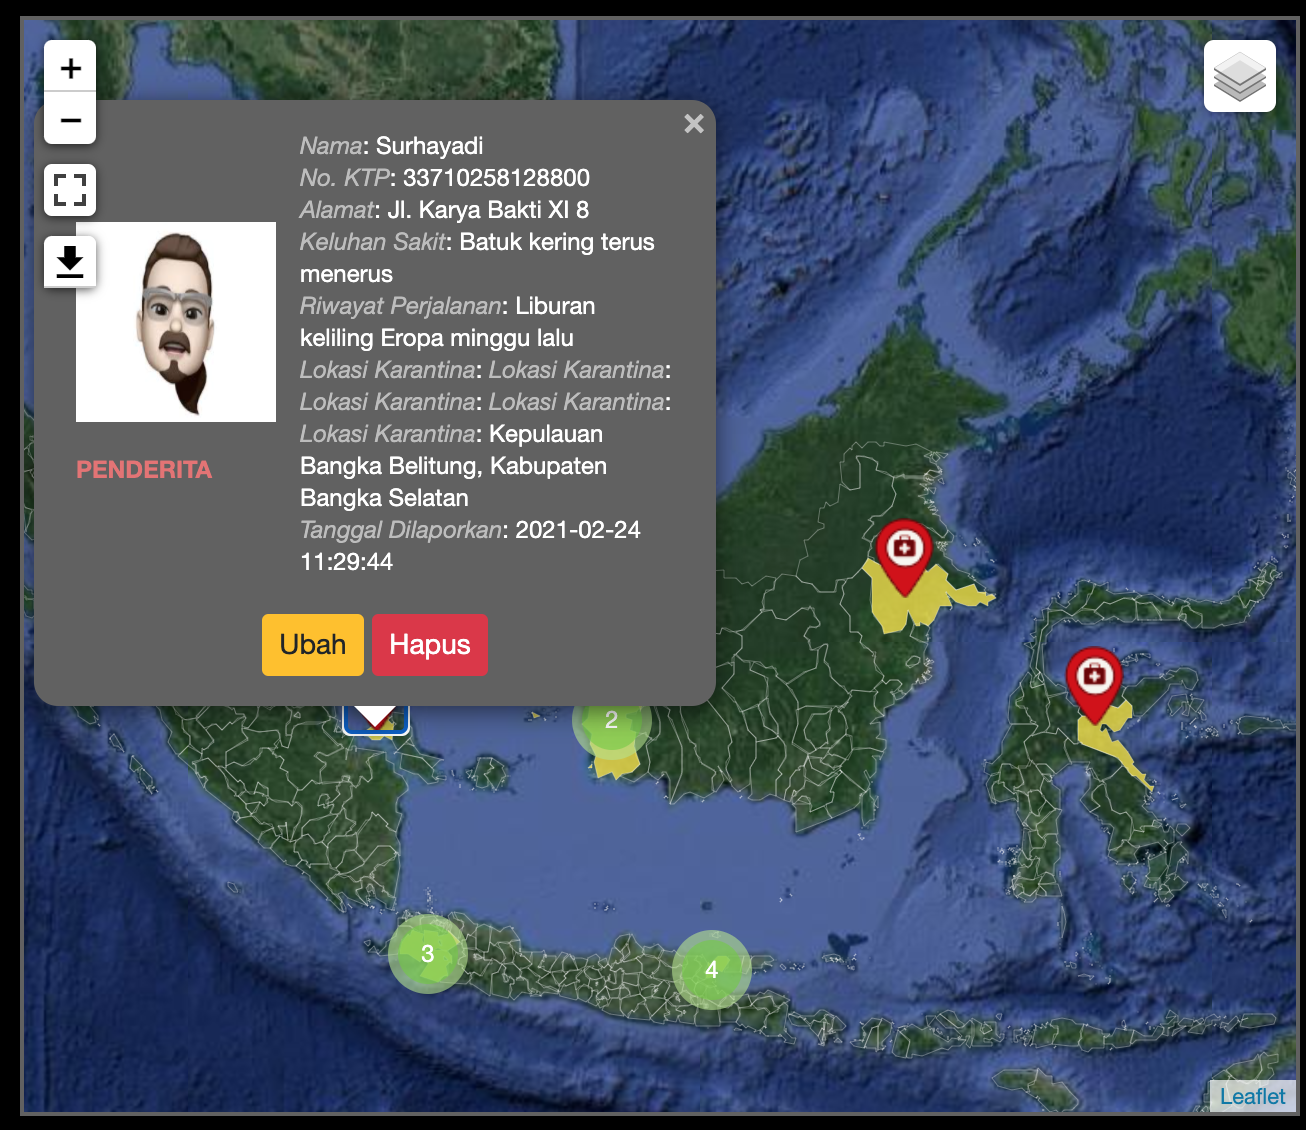 +
−
×
Nama: Surhayadi
No. KTP: 33710258128800
Alamat: Jl. Karya Bakti XI 8
Keluhan Sakit: Batuk kering terus
menerus
Riwayat Perjalanan: Liburan
keliling Eropa minggu lalu
Lokasi Karantina: Lokasi Karantina:
Lokasi Karantina: Lokasi Karantina:
Lokasi Karantina: Kepulauan
Bangka Belitung, Kabupaten
Bangka Selatan
Tanggal Dilaporkan: 2021-02-24
11:29:44
PENDERITA
Ubah Hapus
2
3
4
Leaflet